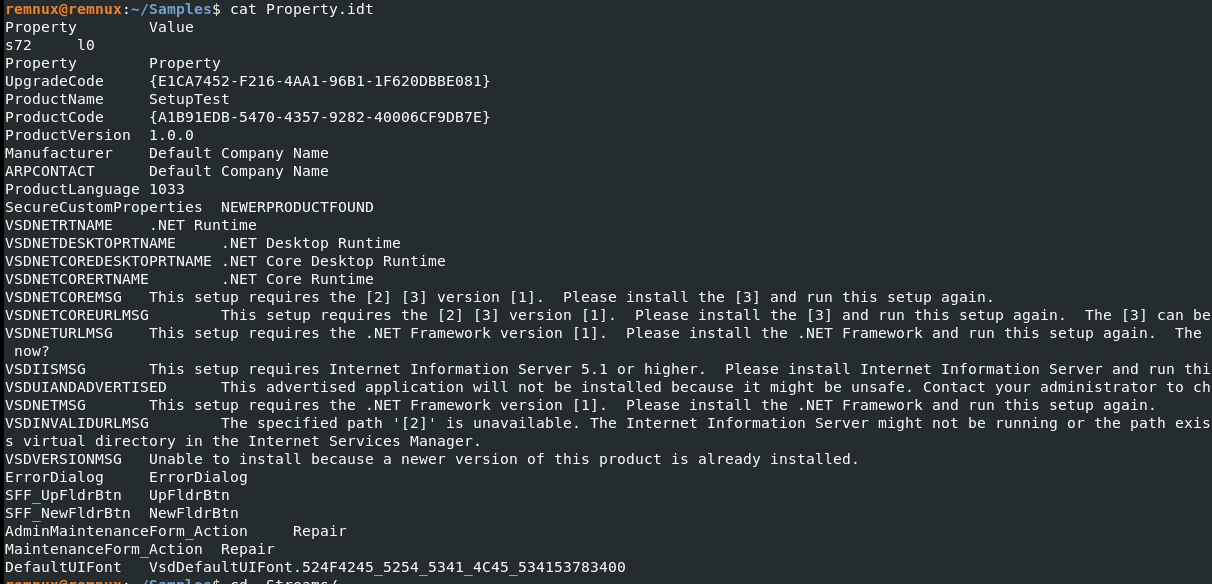 remnux@remnux:~/Samples$ cat Property.idt
Property Value
s72 l0
Property Property
UpgradeCode {E1CA7452-F216-4AA1-96B1-1F620DBBE081}
ProductName SetupTest
ProductCode {A1B91EDB-5470-4357-9282-40006CF9DB7E}
ProductVersion 1.0.0
Manufacturer Default Company Name
ARPCONTACT Default Company Name
ProductLanguage 1033
SecureCustomProperties NEWERPRODUCTFOUND
VSDNETRTNAME .NET Runtime
VSDNETDESKTOPRTNAME .NET Desktop Runtime
VSDNETCOREDESKTOPRTNAME .NET Core Desktop Runtime
VSDNETCORERTNAME .NET Core Runtime
VSDNETCOREMSG This setup requires the [2] [3] version [1].  Please install the [3] and run this setup again.
VSDNETCOREURLMSG This setup requires the [2] [3] version [1].  Please install the [3] and run this setup again.  The [3] can be
VSDNETURLMSG This setup requires the .NET Framework version [1].  Please install the .NET Framework and run this setup again.  The
now?
VSDIISMSG This setup requires Internet Information Server 5.1 or higher.  Please install Internet Information Server and run thi
VSDUIANDADVERTISED This advertised application will not be installed because it might be unsafe. Contact your administrator to ch
VSDNETMSG This setup requires the .NET Framework version [1].  Please install the .NET Framework and run this setup again.
VSDINVALIDURLMSG The specified path '[2]' is unavailable. The Internet Information Server might not be running or the path exis
s virtual directory in the Internet Services Manager.
VSDVERSIONMSG Unable to install because a newer version of this product is already installed.
ErrorDialog ErrorDialog
SFF_UpFldrBtn UpFldrBtn
SFF_NewFldrBtn NewFldrBtn
AdminMaintenanceForm_Action Repair
MaintenanceForm_Action Repair
DefaultUIFont VsdDefaultUIFont.524F4245_5254_5341_4C45_534153783400
remnux@remnux:~/Samples$ cd